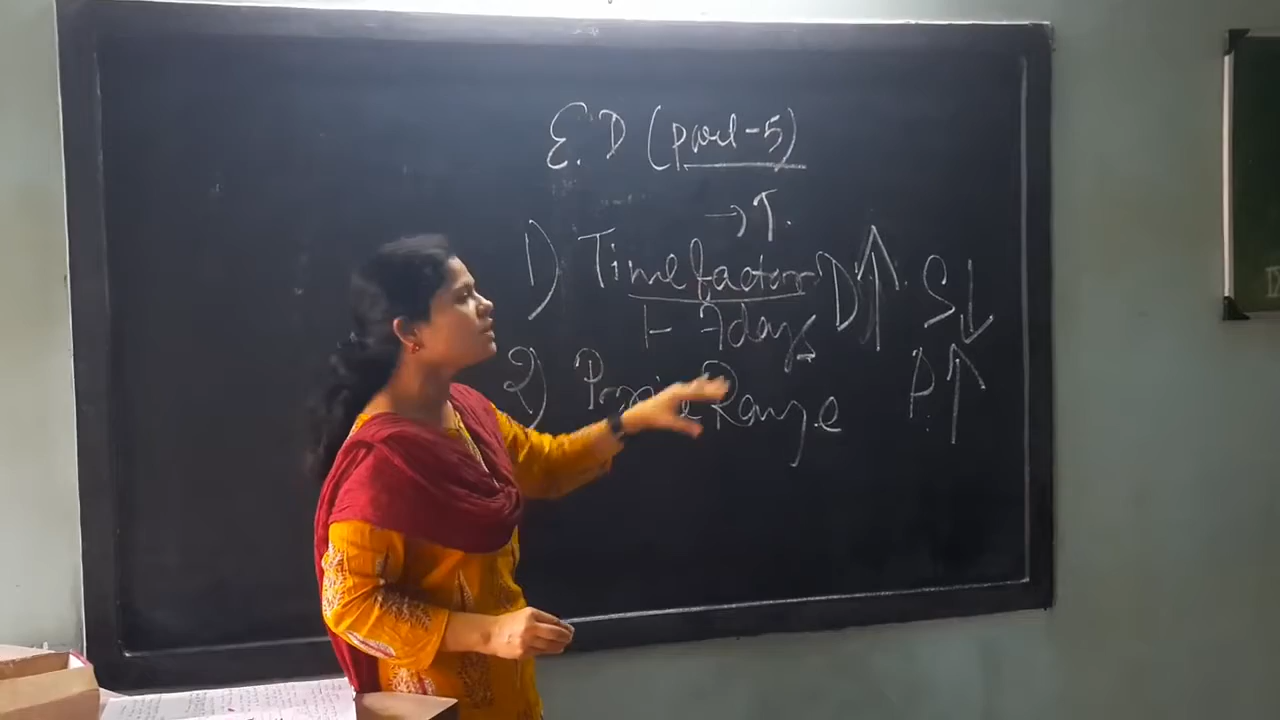 E.D (part-5)
→ ↑.
1) Time factor D↑ S↓
1-7days P↑
2) Price Range